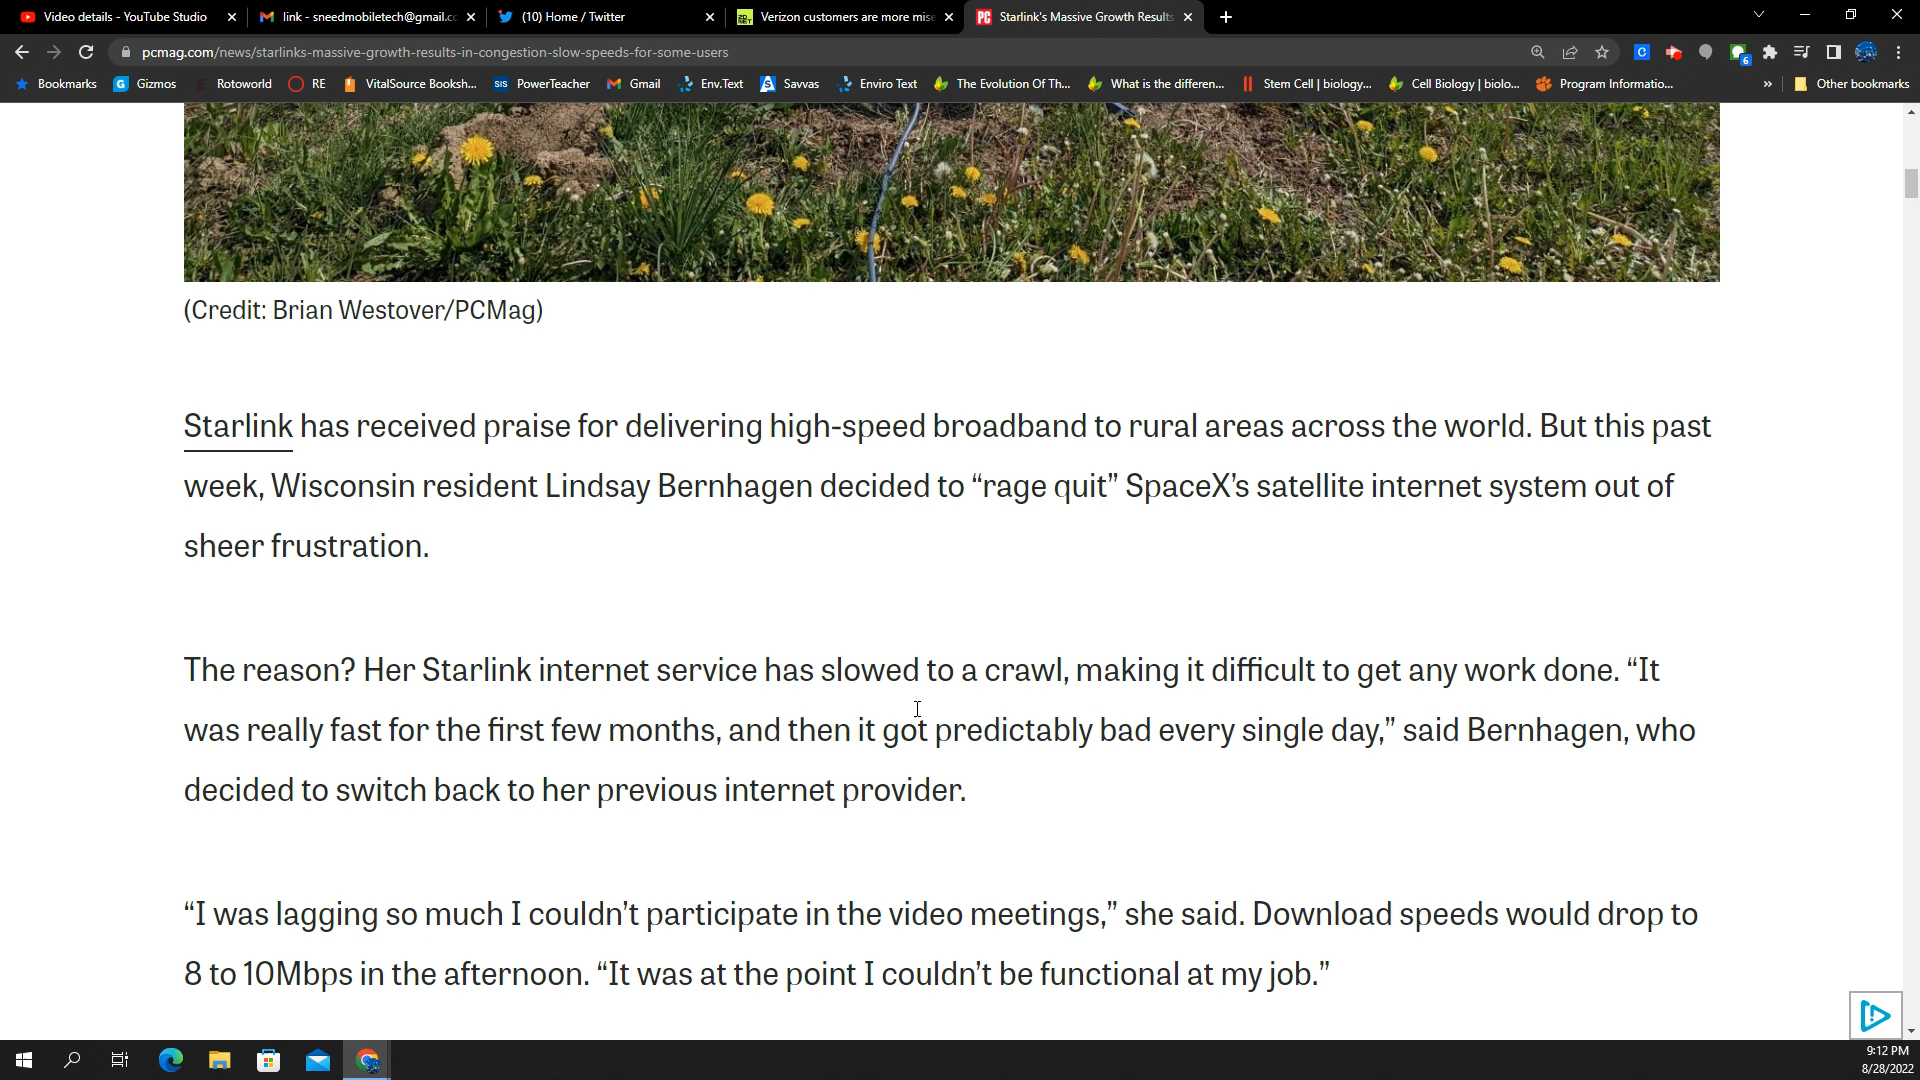 Video details - YouTube Studio
link - sneedmobiletech@gmail.cc
(10) Home / Twitter
Verizon customers are more mise
Starlink's Massive Growth Results
pcmag.com/news/starlinks-massive-growth-results-in-congestion-slow-speeds-for-some-users
Bookmarks
Gizmos
Rotoworld
RE
VitalSource Booksh...
PowerTeacher
Gmail
Env.Text
Savvas
Enviro Text
The Evolution Of Th...
What is the differen...
Stem Cell | biology...
Cell Biology | biolo...
Program Informatio...
»
Other bookmarks
(Credit: Brian Westover/PCMag)
Starlink has received praise for delivering high-speed broadband to rural areas across the world. But this past
week, Wisconsin resident Lindsay Bernhagen decided to “rage quit” SpaceX’s satellite internet system out of
sheer frustration.
The reason? Her Starlink internet service has slowed to a crawl, making it difficult to get any work done. “It
was really fast for the first few months, and then it got predictably bad every single day,” said Bernhagen, who
decided to switch back to her previous internet provider.
“I was lagging so much I couldn’t participate in the video meetings,” she said. Download speeds would drop to
8 to 10Mbps in the afternoon. “It was at the point I couldn’t be functional at my job.”
9:12 PM
8/28/2022